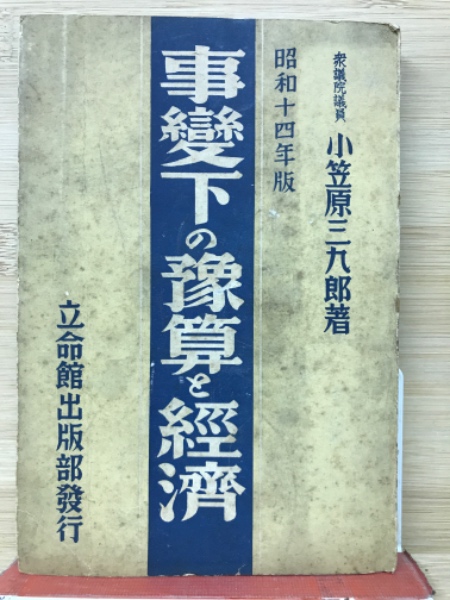 衆議院議員 小笠原三九郎著
昭和十四年版
事變下の豫算と經濟
立命館出版部發行